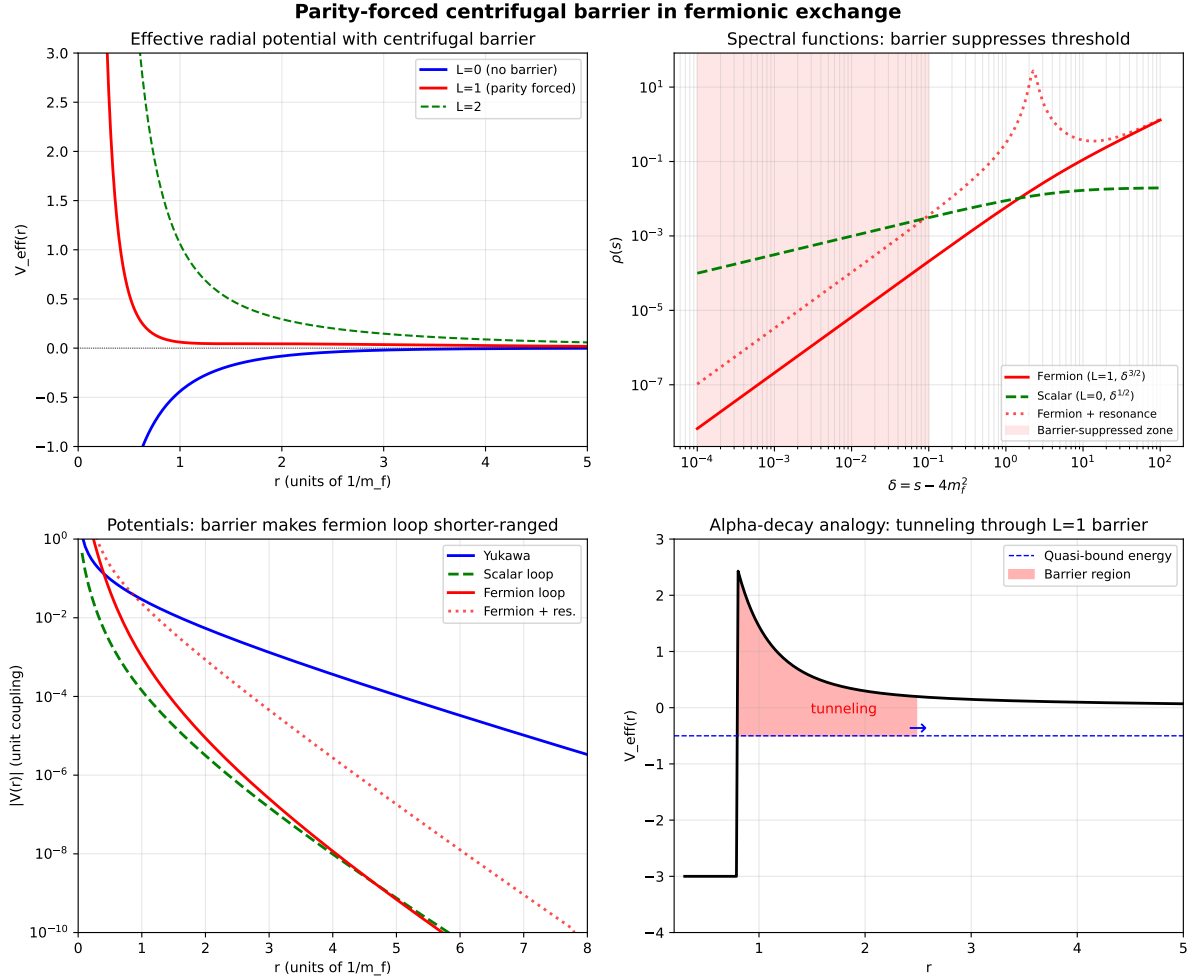 Parity-forced centrifugal barrier in fermionic exchange
Effective radial potential with centrifugal barrier
V_eff(r)
3.0
2.5
2.0
1.5
1.0
0.5
0.0
−0.5
−1.0
L=0 (no barrier)
L=1 (parity forced)
L=2
0 1 2 3 4 5
r (units of 1/m_f)
Spectral functions: barrier suppresses threshold
ρ(s)
10¹
10⁻¹
10⁻³
10⁻⁵
10⁻⁷
Fermion (L=1, δ³ᐟ²)
Scalar (L=0, δ¹ᐟ²)
Fermion + resonance
Barrier-suppressed zone
10⁻⁴ 10⁻³ 10⁻² 10⁻¹ 10⁰ 10¹ 10²
δ = s − 4m_f²
Potentials: barrier makes fermion loop shorter-ranged
|V(r)| (unit coupling)
10⁰
10⁻²
10⁻⁴
10⁻⁶
10⁻⁸
10⁻¹⁰
Yukawa
Scalar loop
Fermion loop
Fermion + res.
0 1 2 3 4 5 6 7 8
r (units of 1/m_f)
Alpha-decay analogy: tunneling through L=1 barrier
V_eff(r)
3
2
1
0
−1
−2
−3
−4
Quasi-bound energy
Barrier region
tunneling
1 2 3 4 5
r